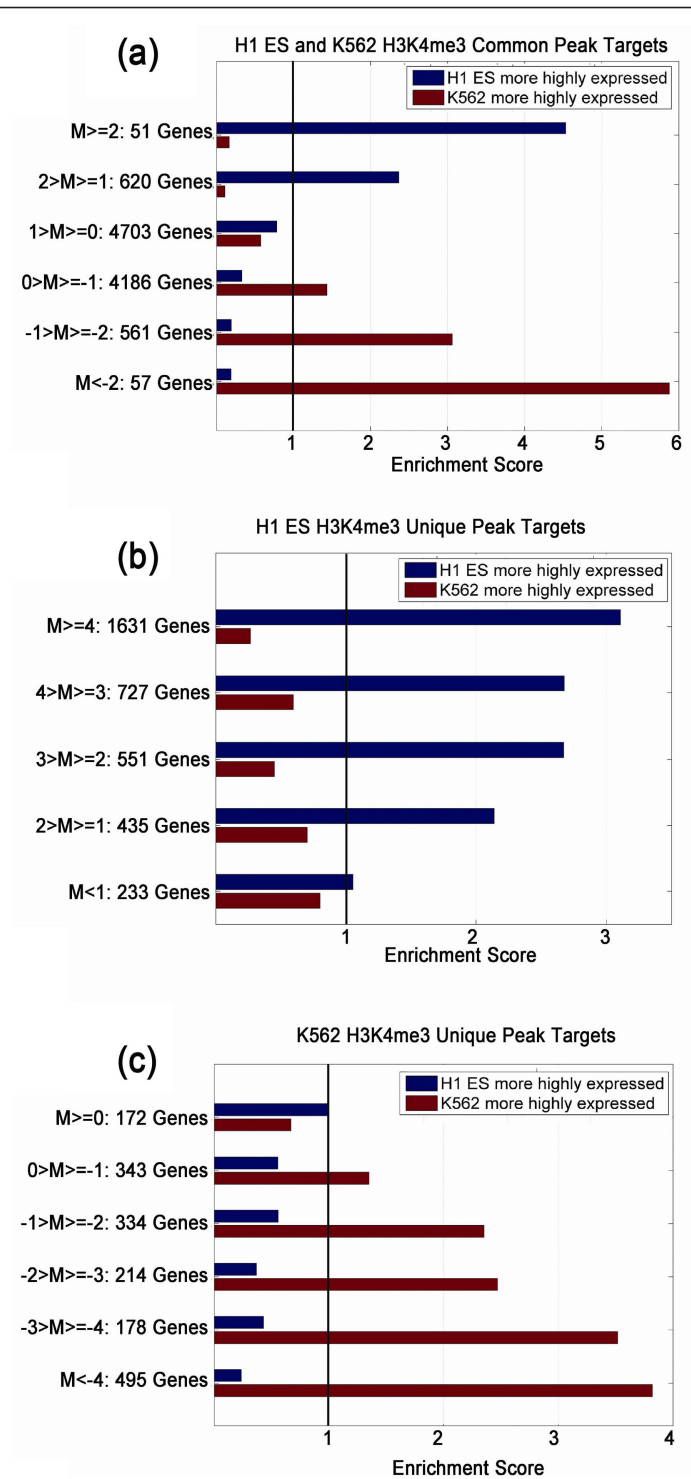 (a)
H1 ES and K562 H3K4me3 Common Peak Targets
H1 ES more highly expressed
K562 more highly expressed
M>=2: 51 Genes
2>M>=1: 620 Genes
1>M>=0: 4703 Genes
0>M>=-1: 4186 Genes
-1>M>=-2: 561 Genes
M<-2: 57 Genes
1 2 3 4 5 6
Enrichment Score
(b)
H1 ES H3K4me3 Unique Peak Targets
H1 ES more highly expressed
K562 more highly expressed
M>=4: 1631 Genes
4>M>=3: 727 Genes
3>M>=2: 551 Genes
2>M>=1: 435 Genes
M<1: 233 Genes
1 2 3
Enrichment Score
(c)
K562 H3K4me3 Unique Peak Targets
H1 ES more highly expressed
K562 more highly expressed
M>=0: 172 Genes
0>M>=-1: 343 Genes
-1>M>=-2: 334 Genes
-2>M>=-3: 214 Genes
-3>M>=-4: 178 Genes
M<-4: 495 Genes
1 2 3 4
Enrichment Score